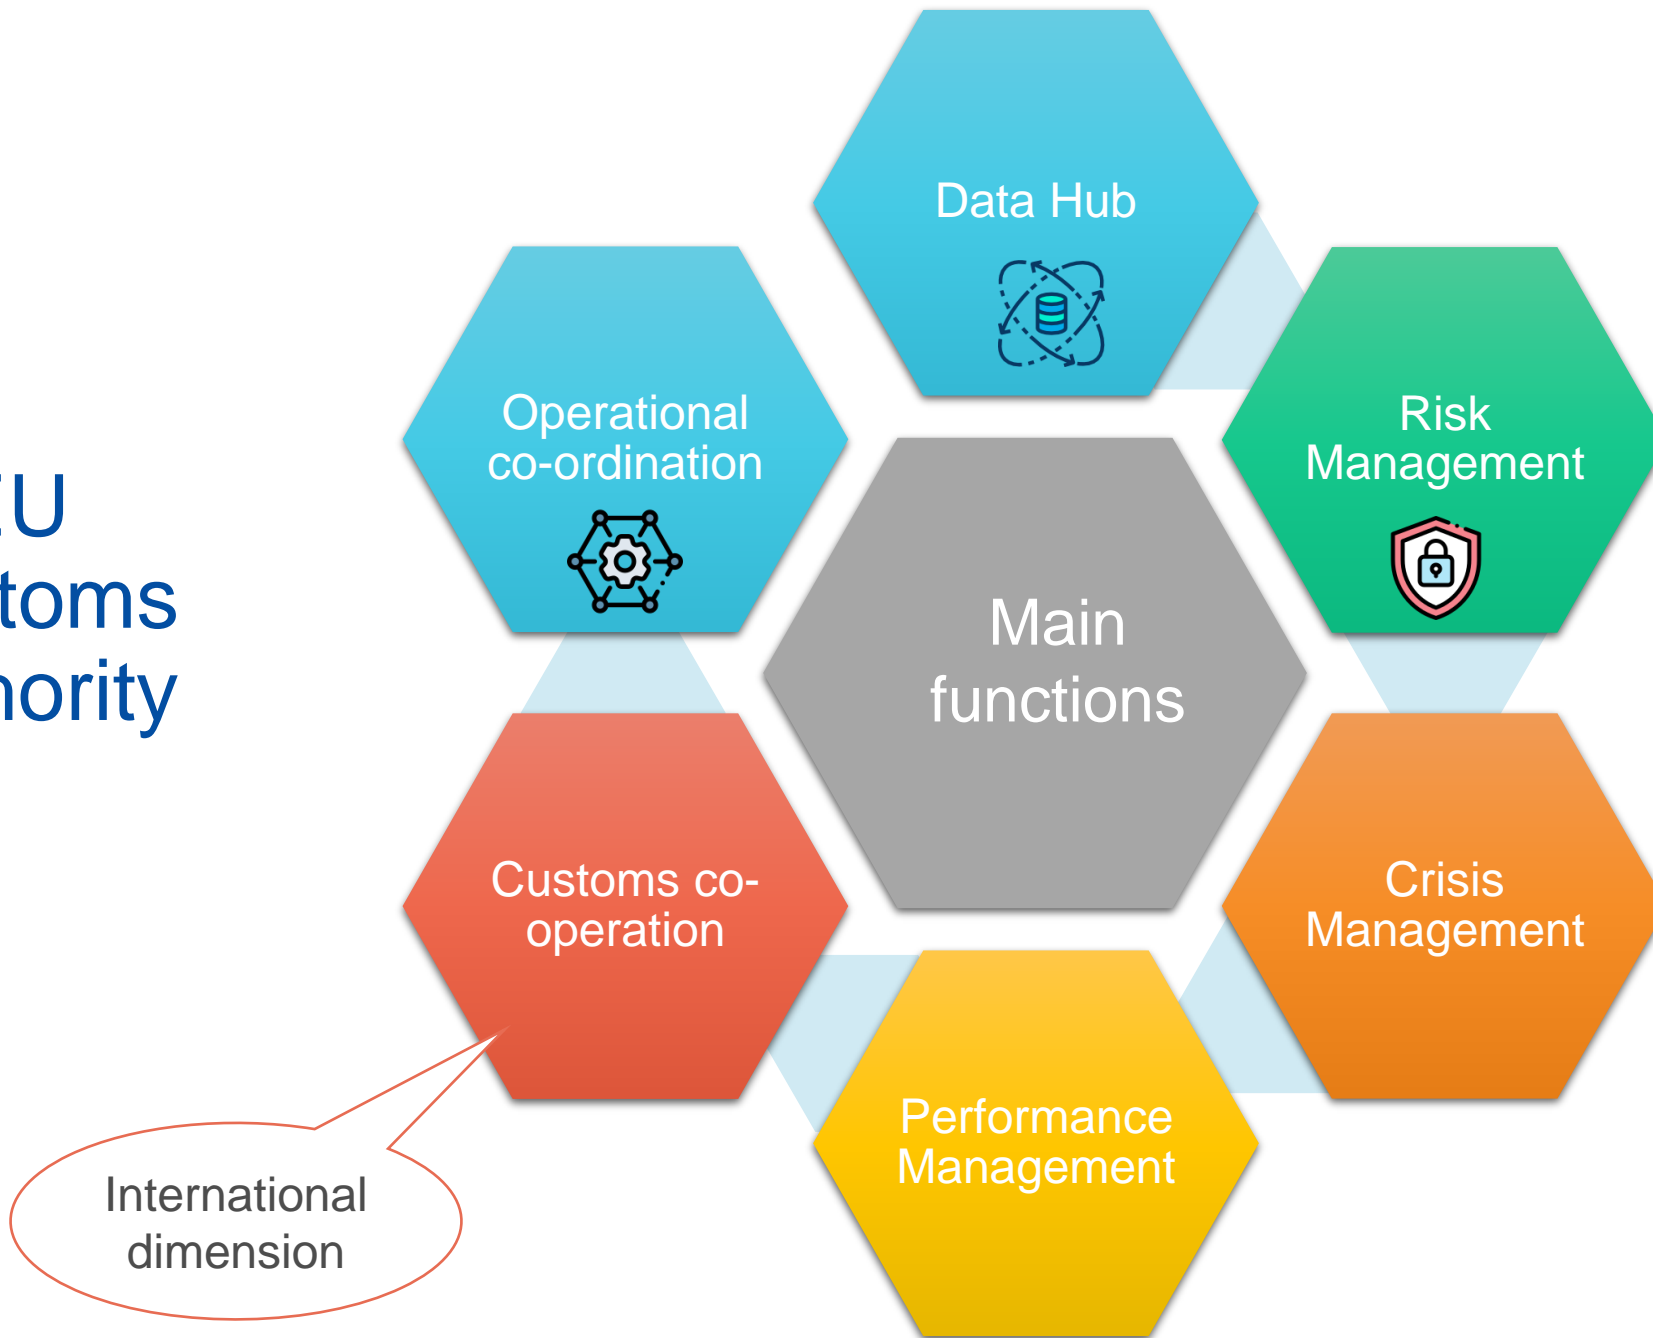 EU
toms
ority
Data Hub
Operational
co-ordination
Risk
Management
Main
functions
Customs co-
operation
Crisis
Management
Performance
Management
International
dimension